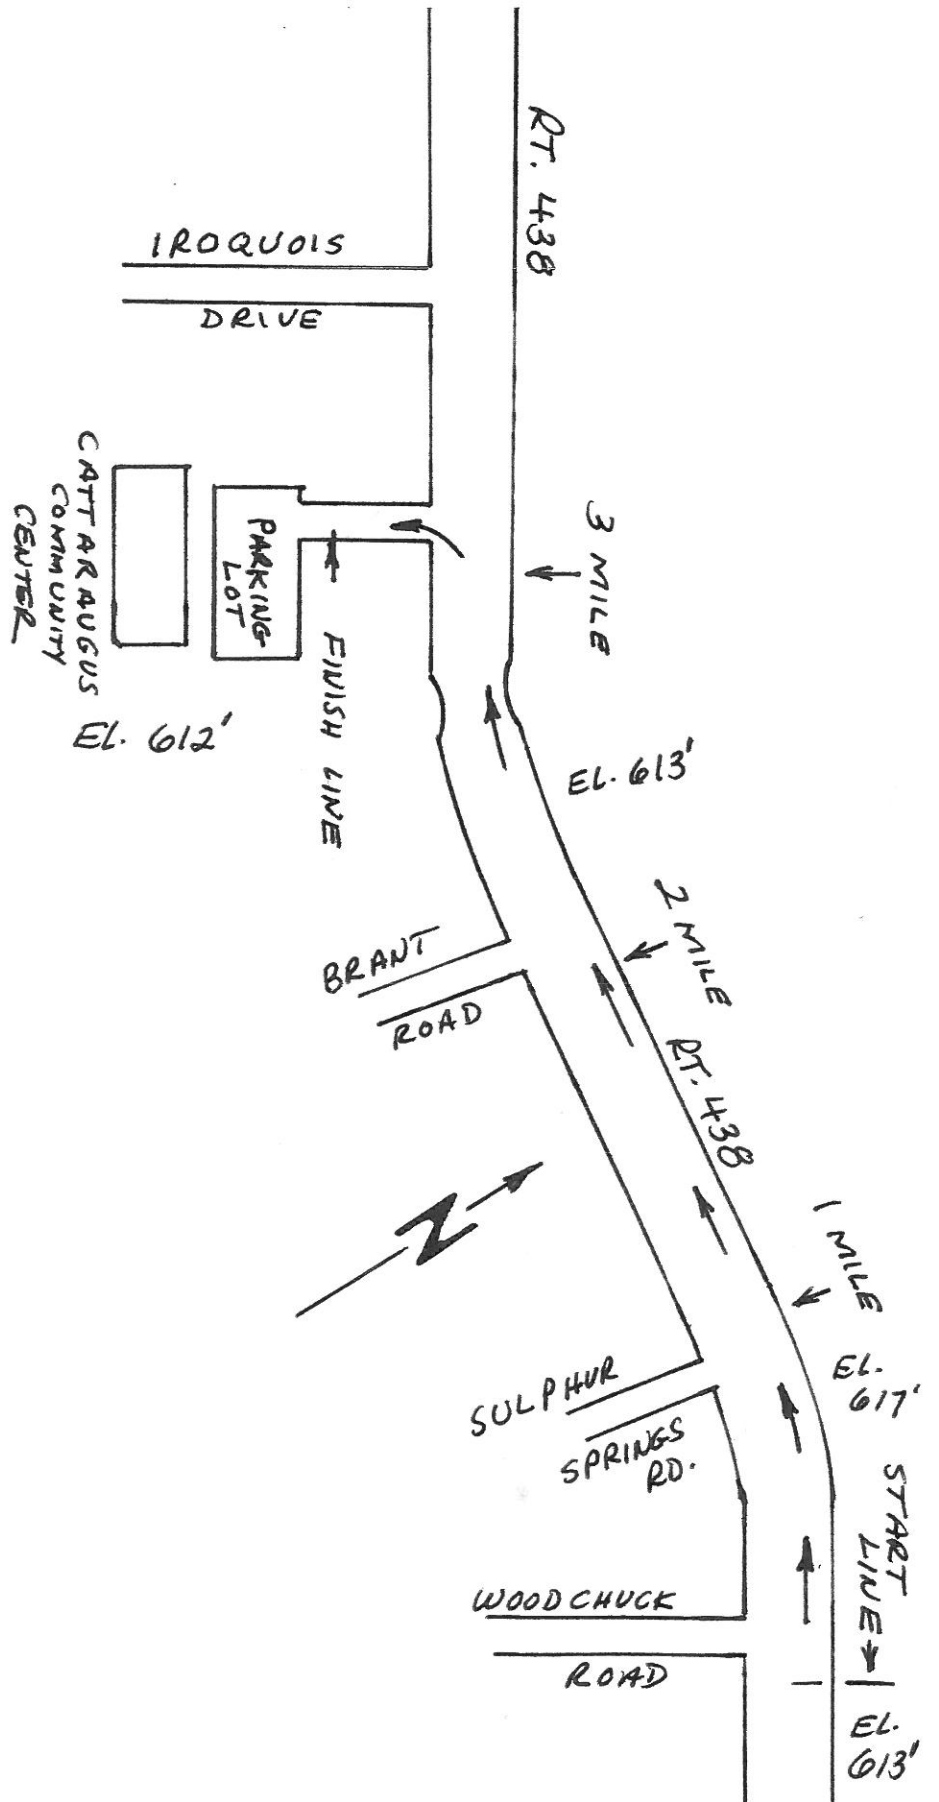 RT. 438
IROQUOIS
DRIVE
3 MILE
CATTARAUGUS
COMMUNITY
CENTER
PARKING
LOT
FINISH LINE
EL. 612'
EL. 613'
2 MILE
BRANT
ROAD
RT. 438
N
1 MILE
EL.
617'
SULPHUR
SPRINGS
RD.
START
LINE
WOODCHUCK
ROAD
EL.
613'